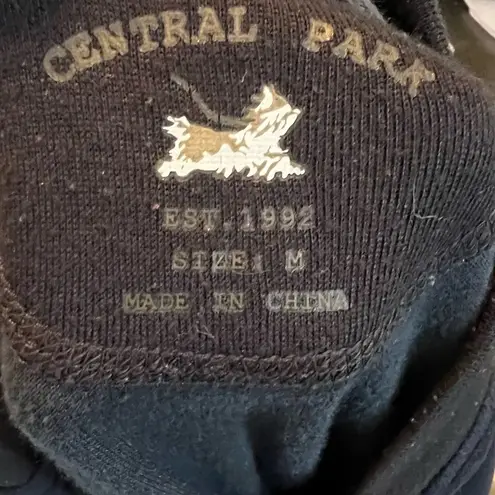 CENTRAL PARK
EST. 1992
SIZE: M
MADE IN CHINA